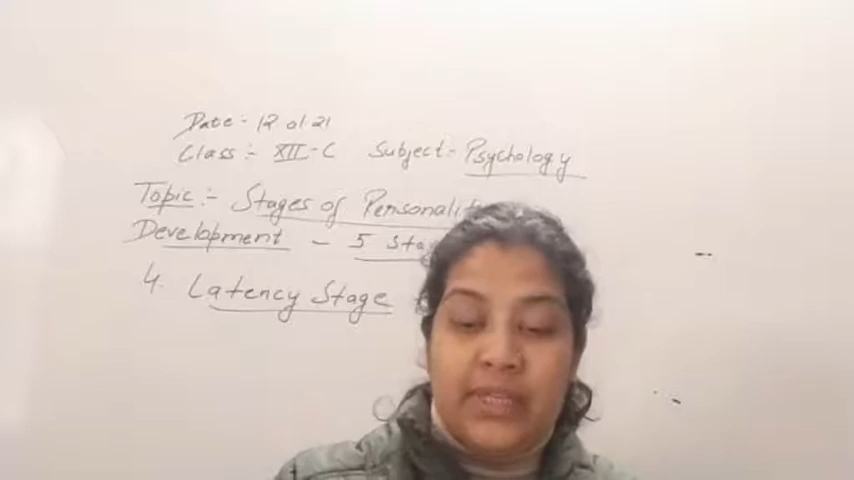 Date:- 12 01 21
Class:- XII-C Subject:- Psychology
Topic:- Stages of
Development - 5
4. Latency Stage